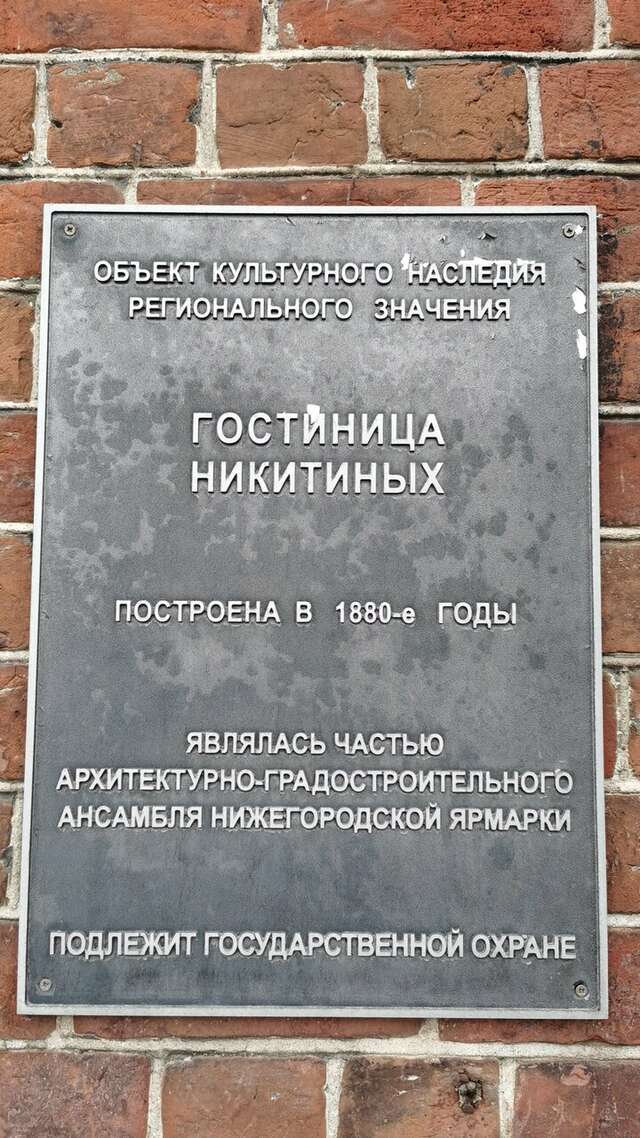 ОБЪЕКТ КУЛЬТУРНОГО НАСЛЕДИЯ
РЕГИОНАЛЬНОГО ЗНАЧЕНИЯ
ГОСТИНИЦА
НИКИТИНЫХ
ПОСТРОЕНА В 1880-е ГОДЫ
ЯВЛЯЛАСЬ ЧАСТЬЮ
АРХИТЕКТУРНО-ГРАДОСТРОИТЕЛЬНОГО
АНСАМБЛЯ НИЖЕГОРОДСКОЙ ЯРМАРКИ
ПОДЛЕЖИТ ГОСУДАРСТВЕННОЙ ОХРАНЕ